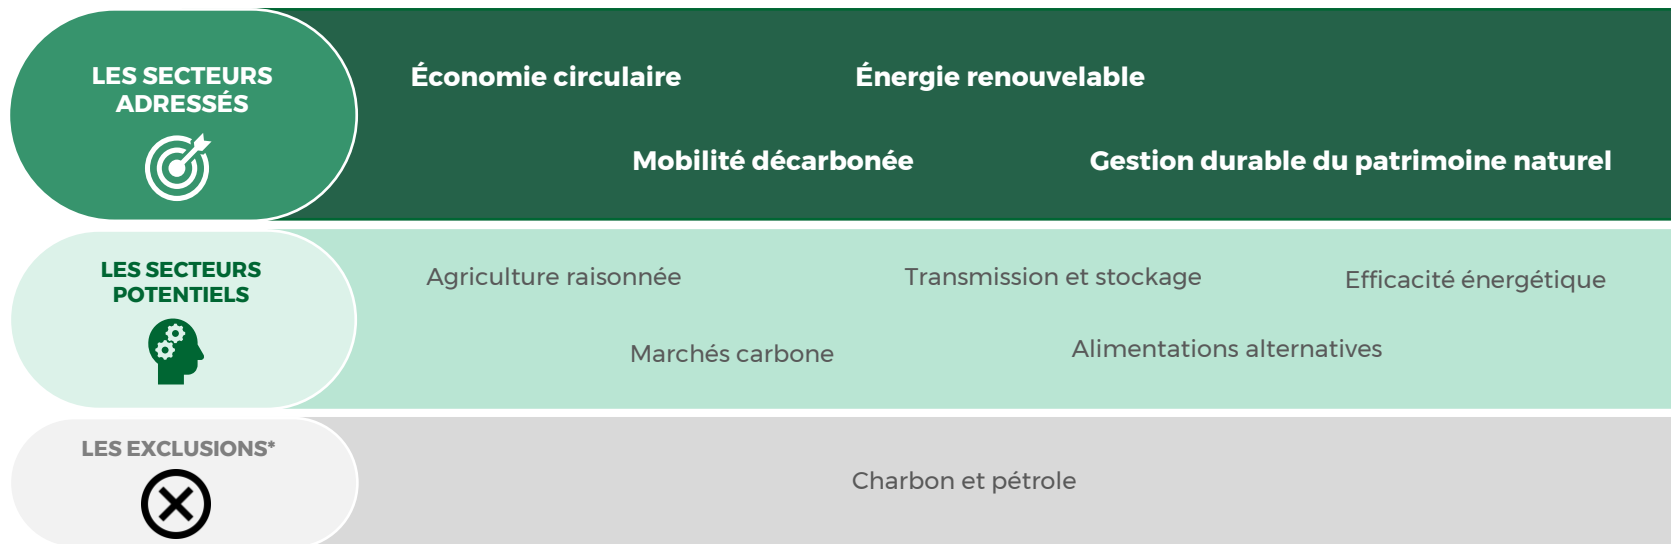 LES SECTEURS
ADRESSÉS
Économie circulaire
Énergie renouvelable
Mobilité décarbonée
Gestion durable du patrimoine naturel
LES SECTEURS
POTENTIELS
Agriculture raisonnée
Transmission et stockage
Efficacité énergétique
Marchés carbone
Alimentations alternatives
LES EXCLUSIONS*
Charbon et pétrole